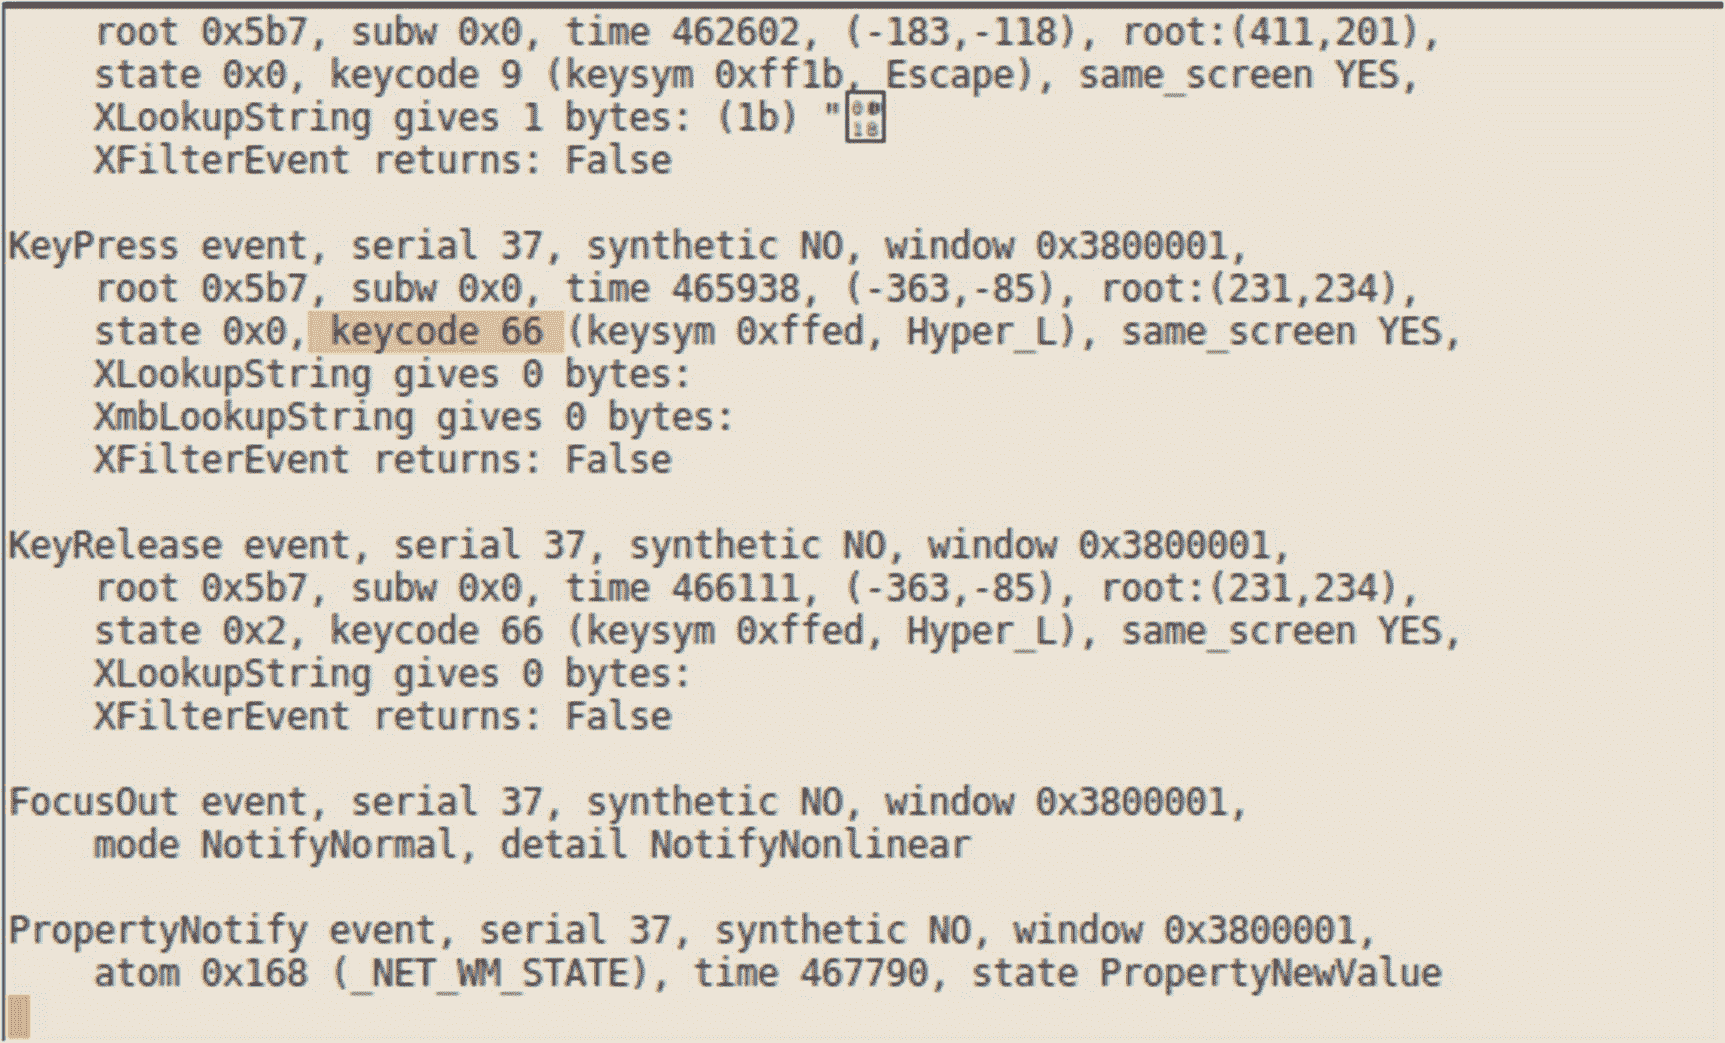 root 0x5b7, subw 0x0, time 462602, (-183,-118), root:(411,201),
state 0x0, keycode 9 (keysym 0xff1b, Escape), same_screen YES,
XLookupString gives 1 bytes: (1b) "
XFilterEvent returns: False
KeyPress event, serial 37, synthetic NO, window 0x3800001,
root 0x5b7, subw 0x0, time 465938, (-363,-85), root:(231,234),
state 0x0, keycode 66 (keysym 0xffed, Hyper_L), same_screen YES,
XLookupString gives 0 bytes:
XmbLookupString gives 0 bytes:
XFilterEvent returns: False
KeyRelease event, serial 37, synthetic NO, window 0x3800001,
root 0x5b7, subw 0x0, time 466111, (-363,-85), root:(231,234),
state 0x2, keycode 66 (keysym 0xffed, Hyper_L), same_screen YES,
XLookupString gives 0 bytes:
XFilterEvent returns: False
FocusOut event, serial 37, synthetic NO, window 0x3800001,
mode NotifyNormal, detail NotifyNonlinear
PropertyNotify event, serial 37, synthetic NO, window 0x3800001,
atom 0x168 (_NET_WM_STATE), time 467790, state PropertyNewValue